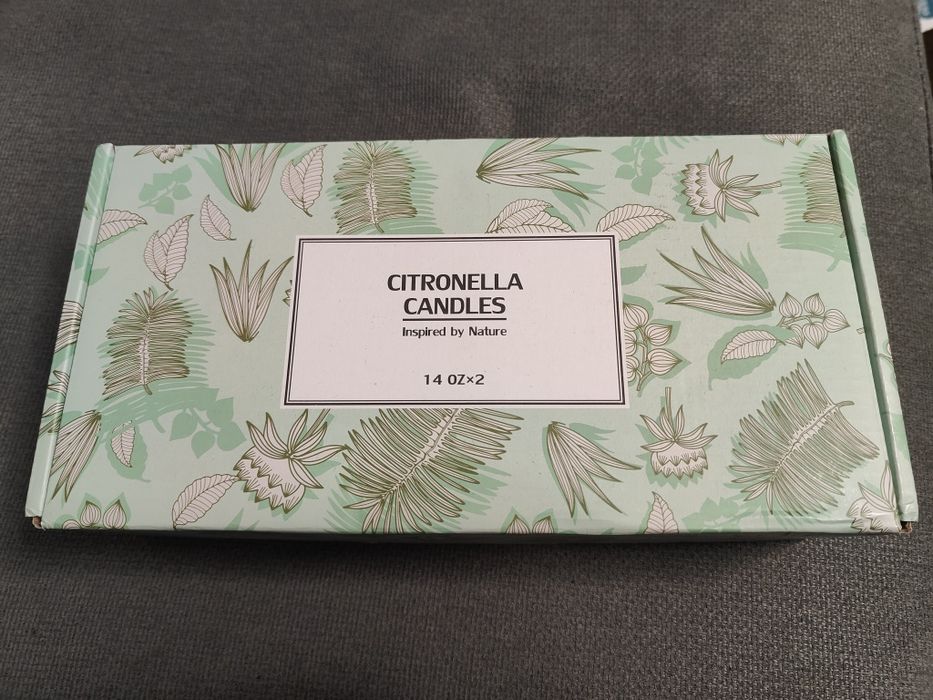 CITRONELLA
CANDLES
Inspired by Nature
14 OZ×2